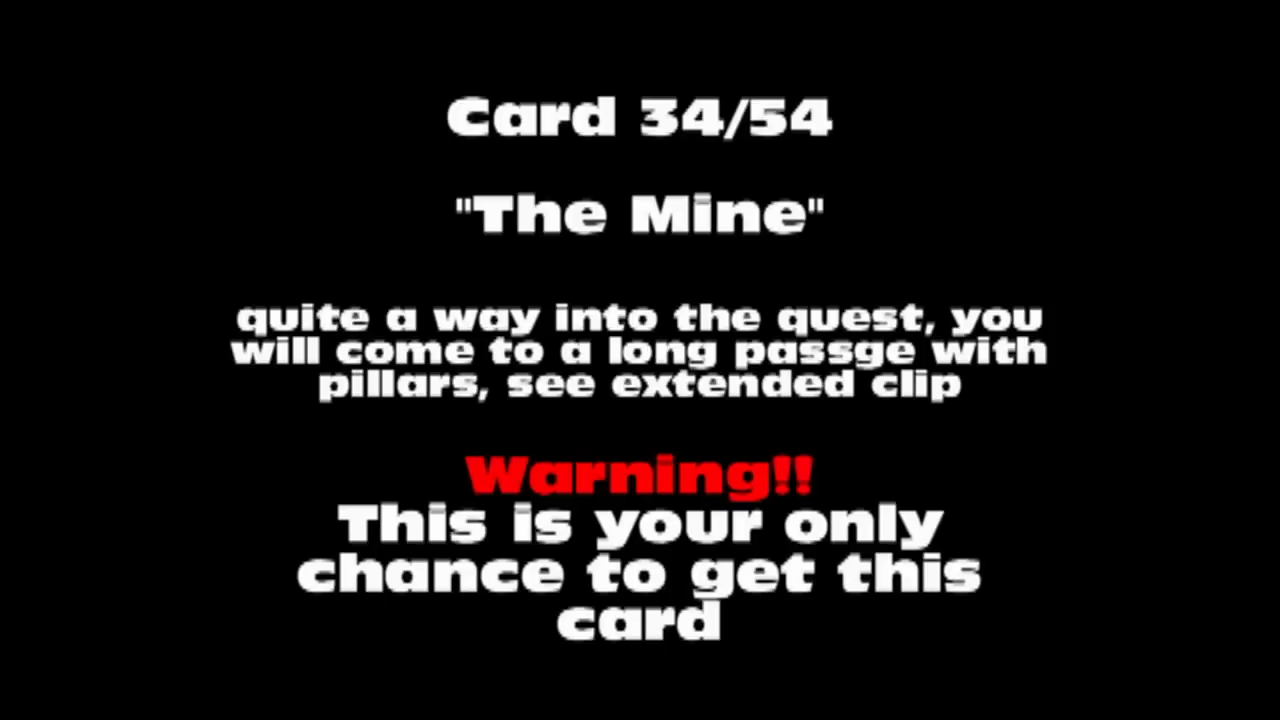 Card 34/54
"The Mine"
quite a way into the quest, you
will come to a long passge with
pillars, see extended clip
Warning!!
This is your only
chance to get this
card